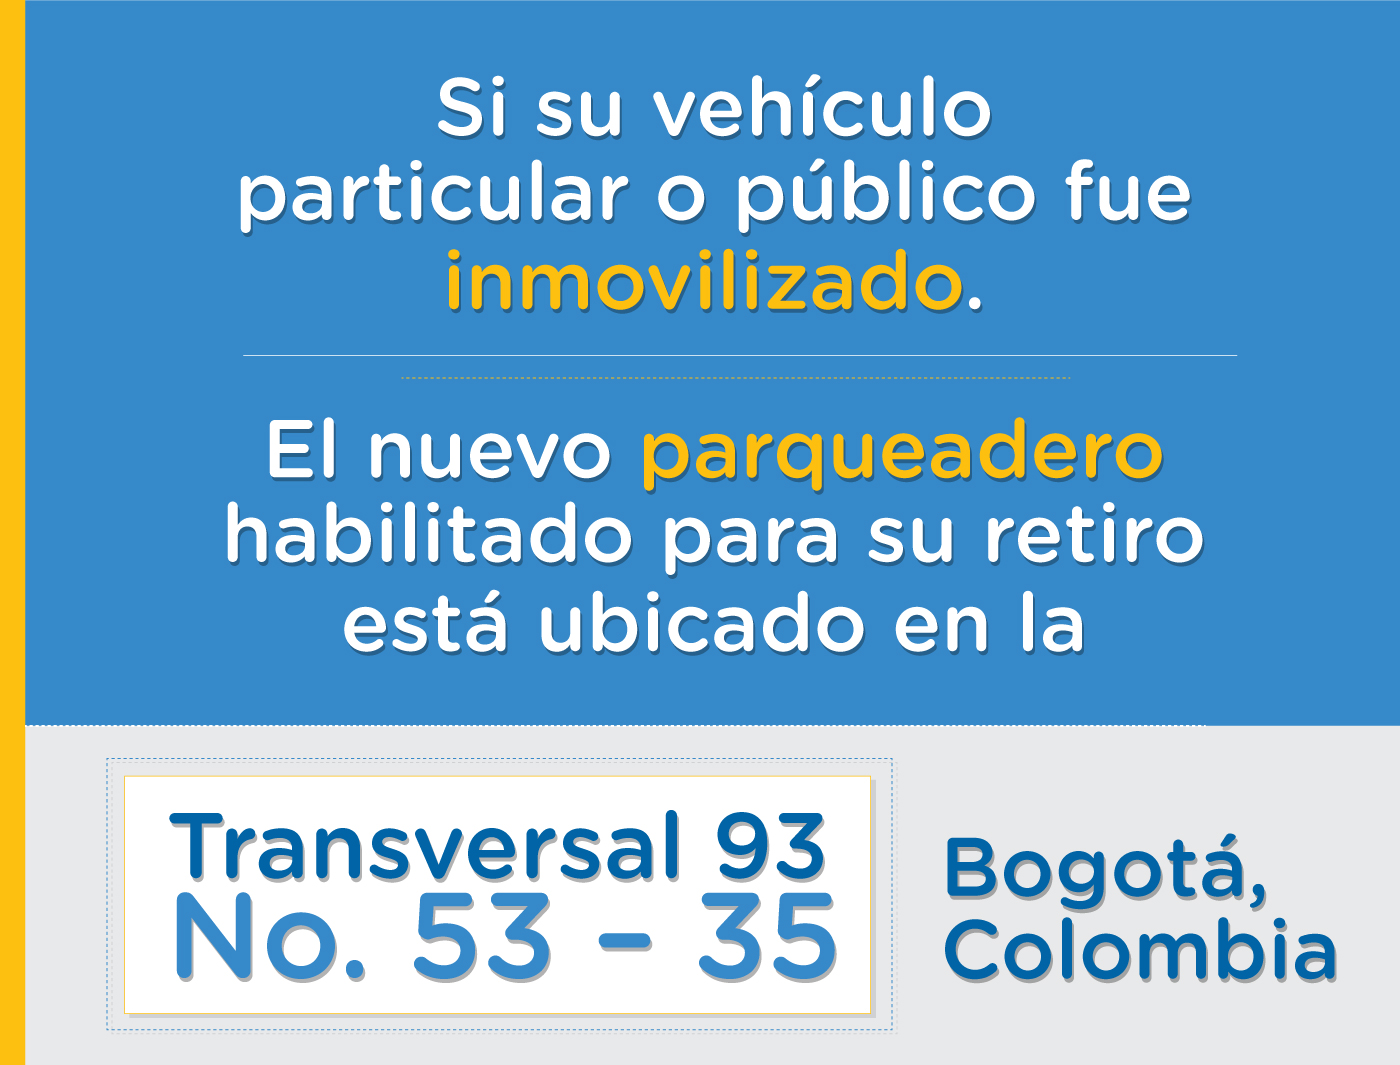 Si su vehículo
particular o público fue
inmovilizado.
El nuevo parqueadero
habilitado para su retiro
está ubicado en la
Transversal 93
No. 53 – 35
Bogotá,
Colombia